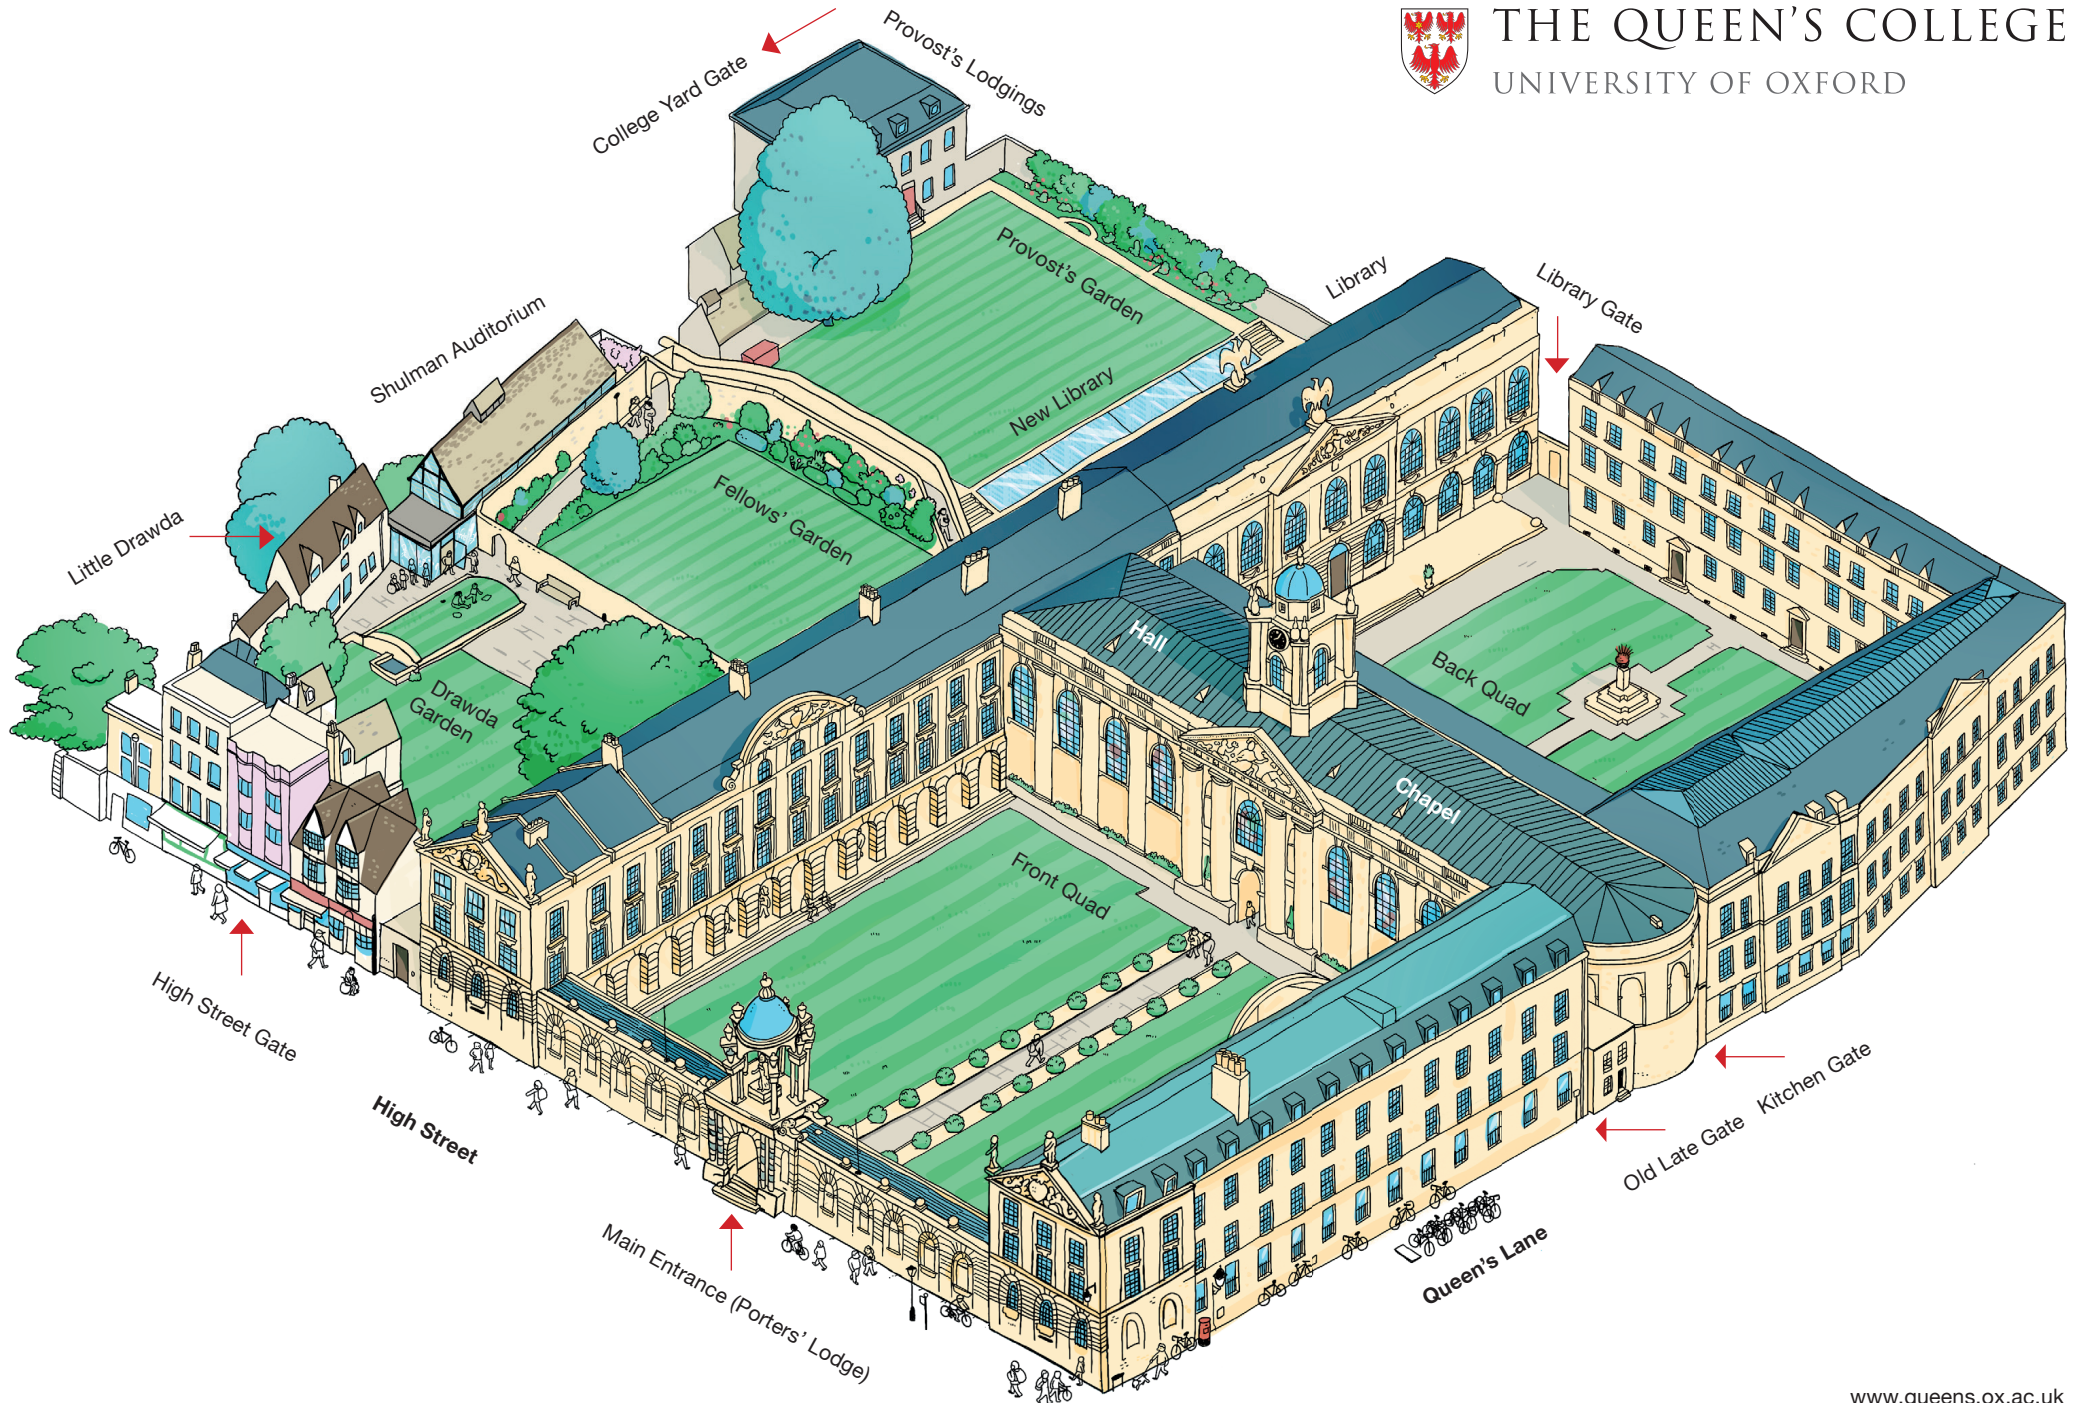 THE QUEEN'S COLLEGE
UNIVERSITY OF OXFORD
Provost's Lodgings
College Yard Gate
Provost's Garden
Library
Library Gate
Shulman Auditorium
New Library
Fellows' Garden
Little Drawda
Hall
Back Quad
Drawda
Garden
Chapel
Front Quad
High Street Gate
High Street
Kitchen Gate
Old Late Gate
Main Entrance (Porters' Lodge)
Queen's Lane
www.queens.ox.ac.uk